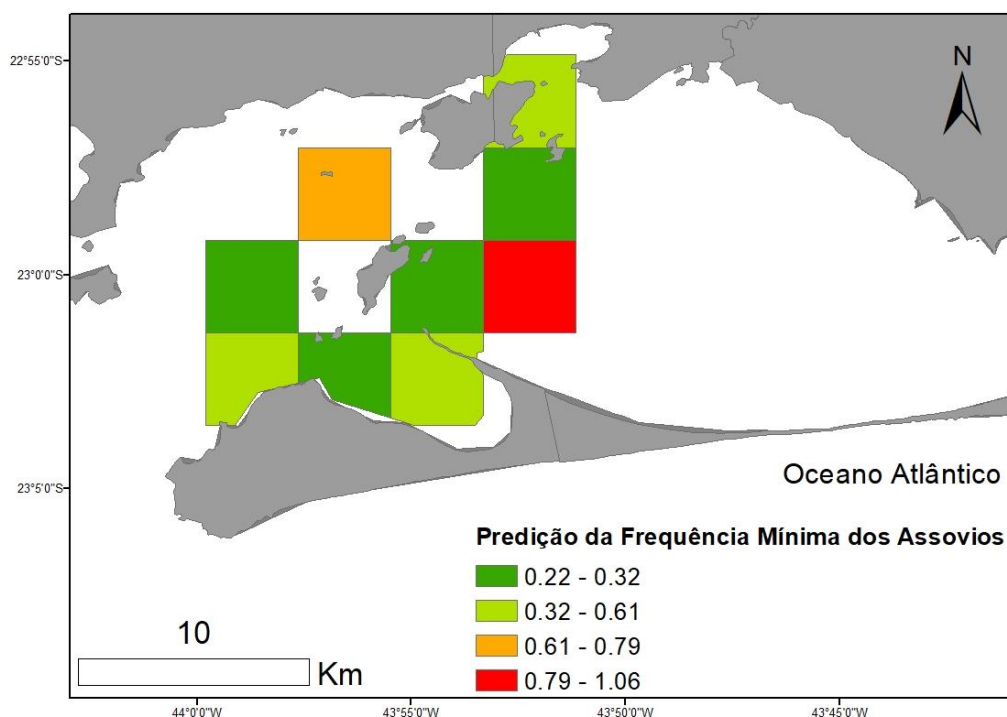 22°55'0"S
N
23°0'0"S
23°5'0"S
Oceano Atlântico
Predição da Frequência Mínima dos Assovios
0.22 - 0.32
0.32 - 0.61
0.61 - 0.79
0.79 - 1.06
10
Km
44°0'0"W
43°55'0"W
43°50'0"W
43°45'0"W